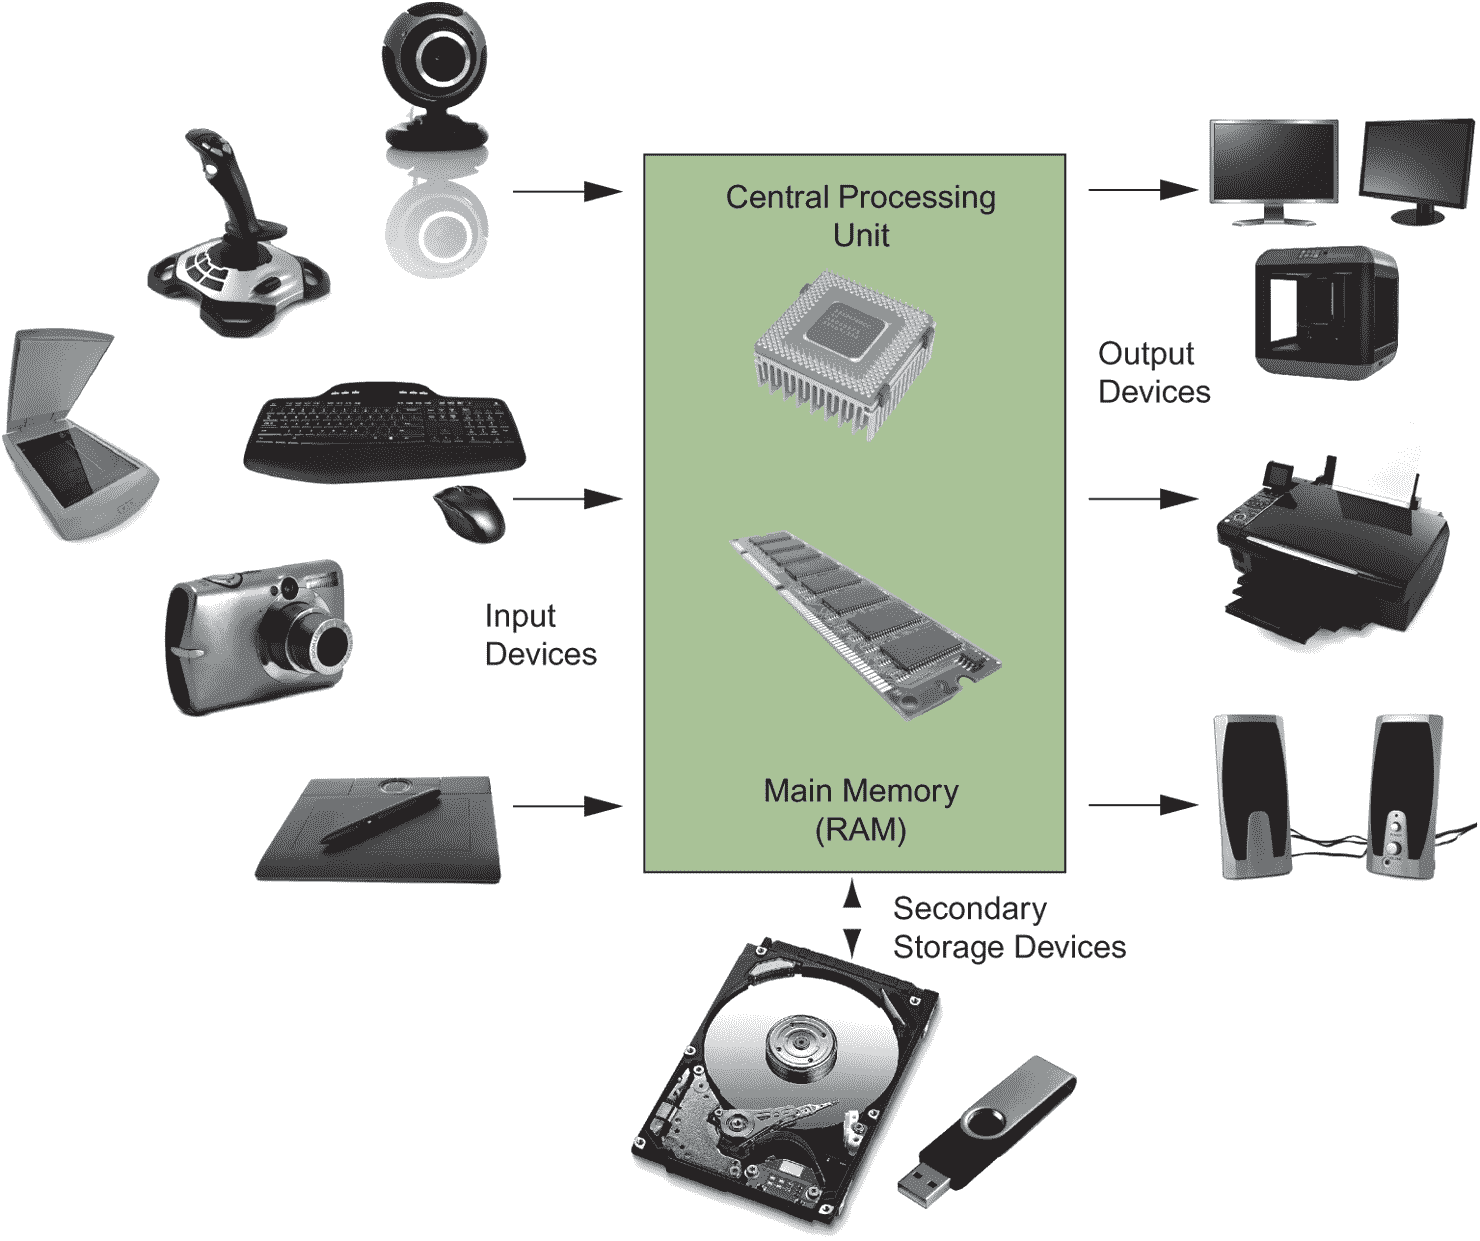 Central Processing
Unit
Output
Devices
Input
Devices
Main Memory
(RAM)
Secondary
Storage Devices